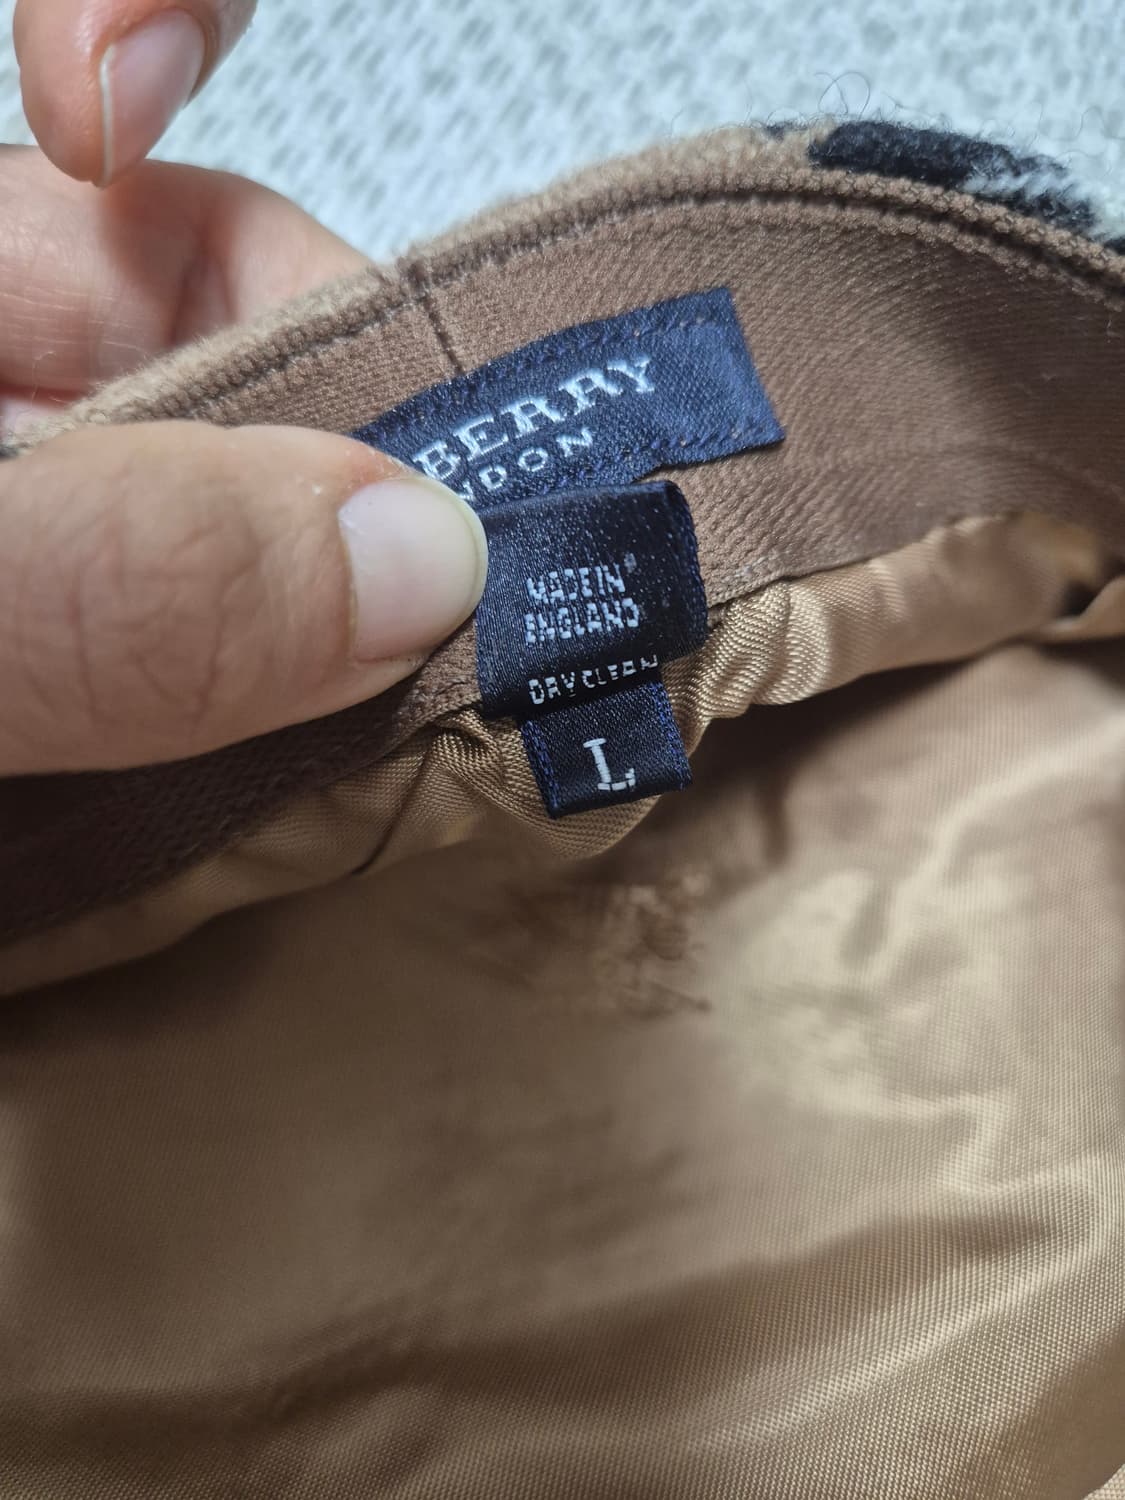 BERRY
NDON
MADE IN
ENGLAND
DRY CLEAN
L